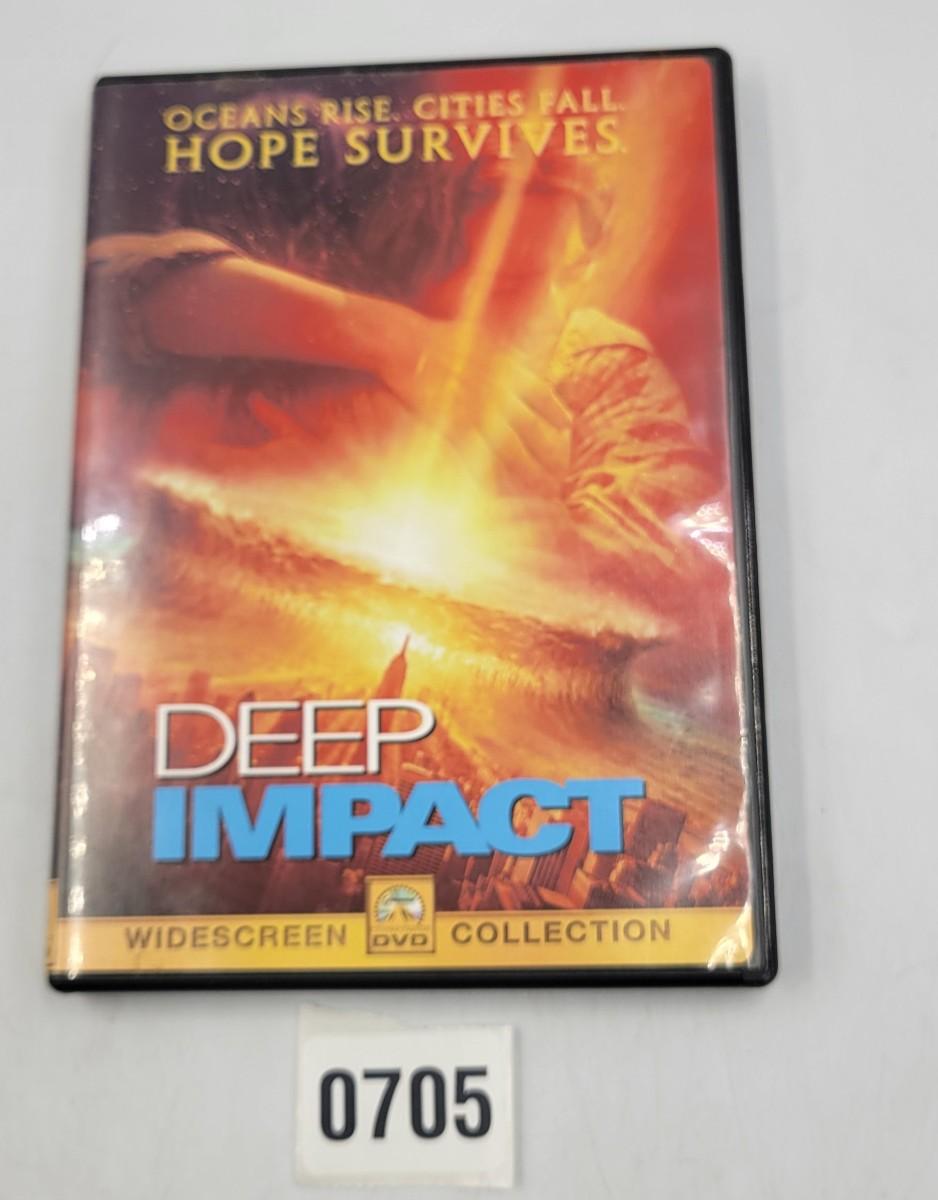 OCEANS RISE. CITIES FALL.
HOPE SURVIVES.
DEEP
IMPACT
WIDESCREEN DVD COLLECTION
0705